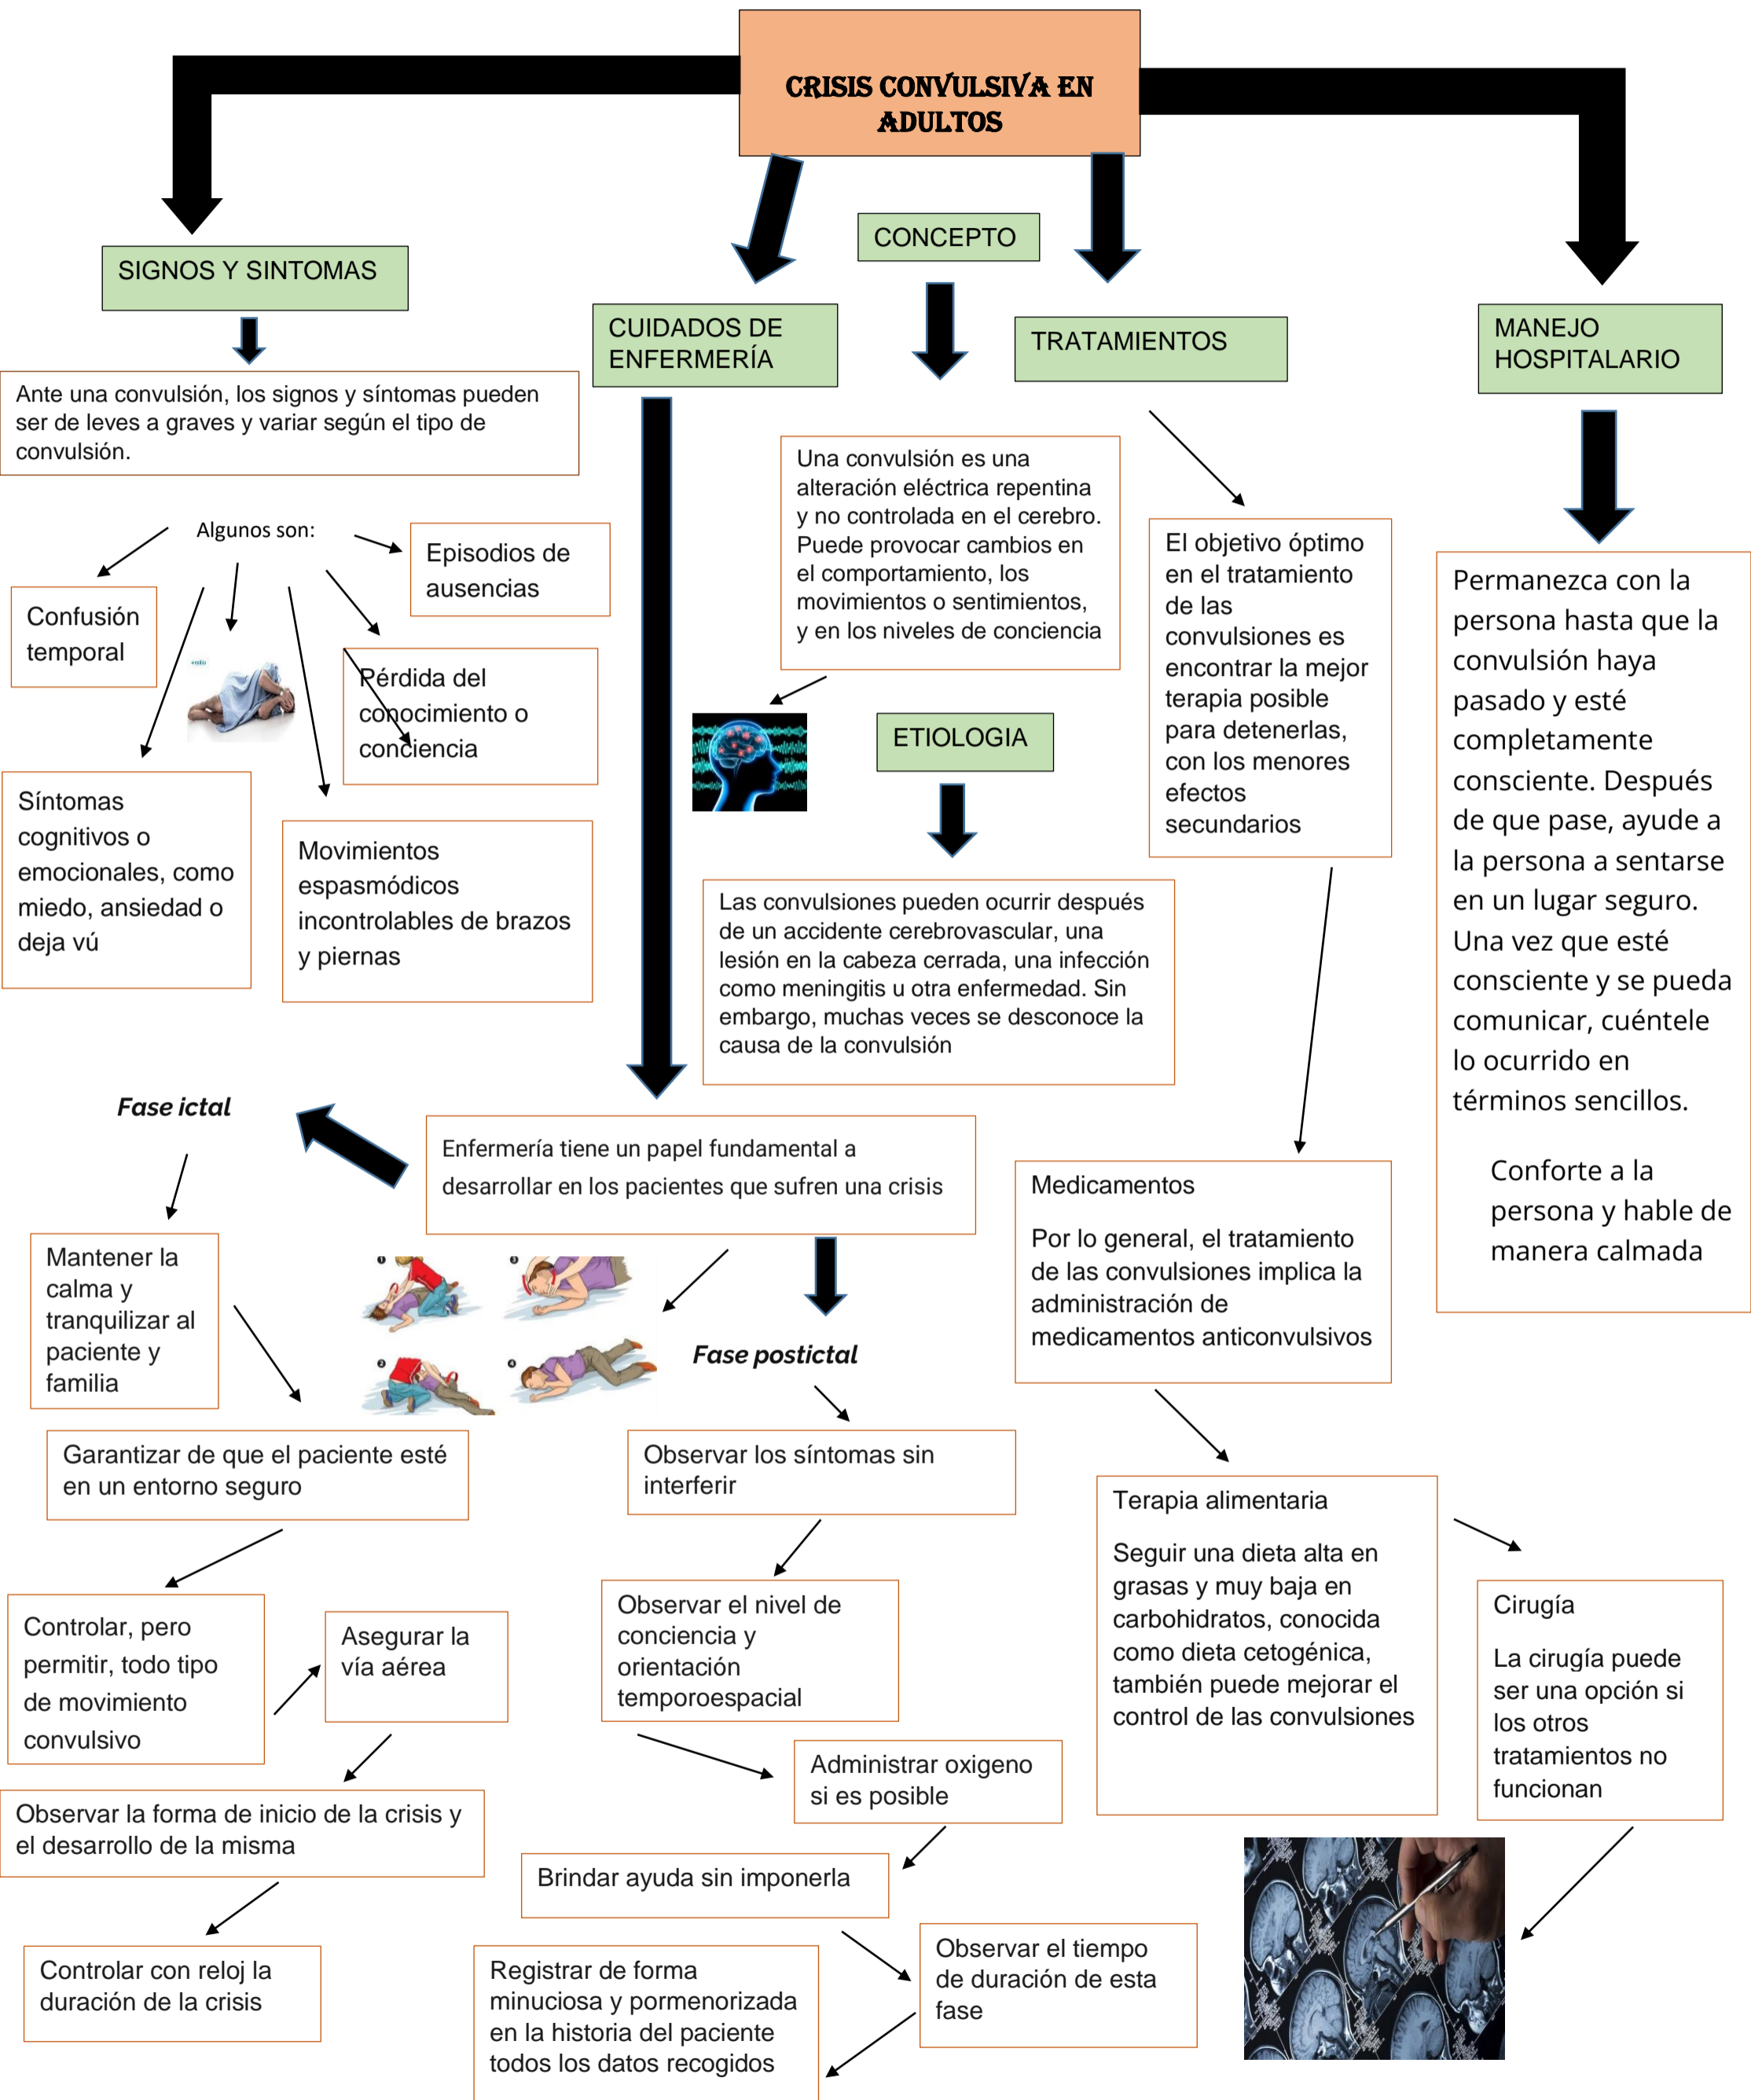 CRISIS CONVULSIVA EN
ADULTOS
SIGNOS Y SINTOMAS
Ante una convulsión, los signos y síntomas pueden
ser de leves a graves y variar según el tipo de
convulsión.
Algunos son:
Confusión
temporal
Episodios de
ausencias
Pérdida del
conocimiento o
conciencia
Síntomas
cognitivos o
emocionales, como
miedo, ansiedad o
deja vú
Movimientos
espasmódicos
incontrolables de brazos
y piernas
CUIDADOS DE
ENFERMERÍA
CONCEPTO
Una convulsión es una
alteración eléctrica repentina
y no controlada en el cerebro.
Puede provocar cambios en
el comportamiento, los
movimientos o sentimientos,
y en los niveles de conciencia
ETIOLOGIA
Las convulsiones pueden ocurrir después
de un accidente cerebrovascular, una
lesión en la cabeza cerrada, una infección
como meningitis u otra enfermedad. Sin
embargo, muchas veces se desconoce la
causa de la convulsión
TRATAMIENTOS
El objetivo óptimo
en el tratamiento
de las
convulsiones es
encontrar la mejor
terapia posible
para detenerlas,
con los menores
efectos
secundarios
MANEJO
HOSPITALARIO
Permanezca con la
persona hasta que la
convulsión haya
pasado y esté
completamente
consciente. Después
de que pase, ayude a
la persona a sentarse
en un lugar seguro.
Una vez que esté
consciente y se pueda
comunicar, cuéntele
lo ocurrido en
términos sencillos.
Conforte a la
persona y hable de
manera calmada
Enfermería tiene un papel fundamental a
desarrollar en los pacientes que sufren una crisis
Fase ictal
Mantener la
calma y
tranquilizar al
paciente y
familia
Garantizar de que el paciente esté
en un entorno seguro
Controlar, pero
permitir, todo tipo
de movimiento
convulsivo
Asegurar la
vía aérea
Observar la forma de inicio de la crisis y
el desarrollo de la misma
Controlar con reloj la
duración de la crisis
1
3
2
4
Fase postictal
Observar los síntomas sin
interferir
Observar el nivel de
conciencia y
orientación
temporoespacial
Administrar oxigeno
si es posible
Brindar ayuda sin imponerla
Observar el tiempo
de duración de esta
fase
Registrar de forma
minuciosa y pormenorizada
en la historia del paciente
todos los datos recogidos
Medicamentos
Por lo general, el tratamiento
de las convulsiones implica la
administración de
medicamentos anticonvulsivos
Terapia alimentaria
Seguir una dieta alta en
grasas y muy baja en
carbohidratos, conocida
como dieta cetogénica,
también puede mejorar el
control de las convulsiones
Cirugía
La cirugía puede
ser una opción si
los otros
tratamientos no
funcionan